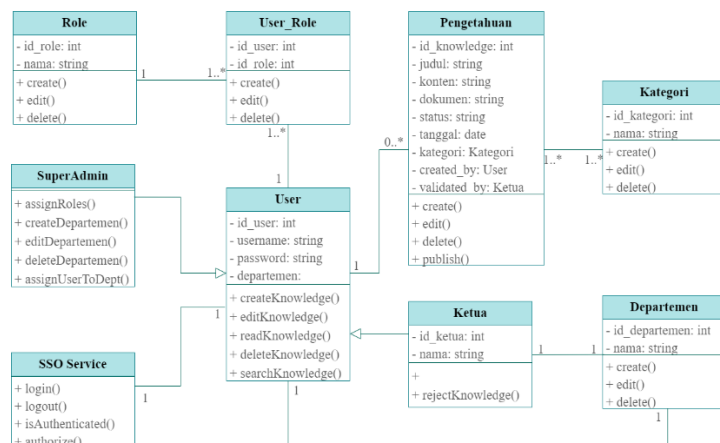 Role
- id_role: int
- nama: string
+ create()
+ edit()
+ delete()
1
1..*
User_Role
- id_user: int
- id_role: int
+ create()
+ edit()
+ delete()
1..*
1
Pengetahuan
- id_knowledge: int
- judul: string
- konten: string
- dokumen: string
- status: string
- tanggal: date
- kategori: Kategori
- created_by: User
- validated_by: Ketua
+ create()
+ edit()
+ delete()
+ publish()
0..*
1..*
1..*
Kategori
- id_kategori: int
- nama: string
+ create()
+ edit()
+ delete()
SuperAdmin
+ assignRoles()
+ createDepartemen()
+ editDepartemen()
+ deleteDepartemen()
+ assignUserToDept()
User
- id_user: int
- username: string
- password: string
- departemen:
+ createKnowledge()
+ editKnowledge()
+ readKnowledge()
+ deleteKnowledge()
+ searchKnowledge()
1
1
1
SSO Service
+ login()
+ logout()
+ isAuthenticated()
+ authorize()
1
Ketua
- id_ketua: int
- nama: string
+
+ rejectKnowledge()
1
1
Departemen
- id_departemen: int
- nama: string
+ create()
+ edit()
+ delete()
1